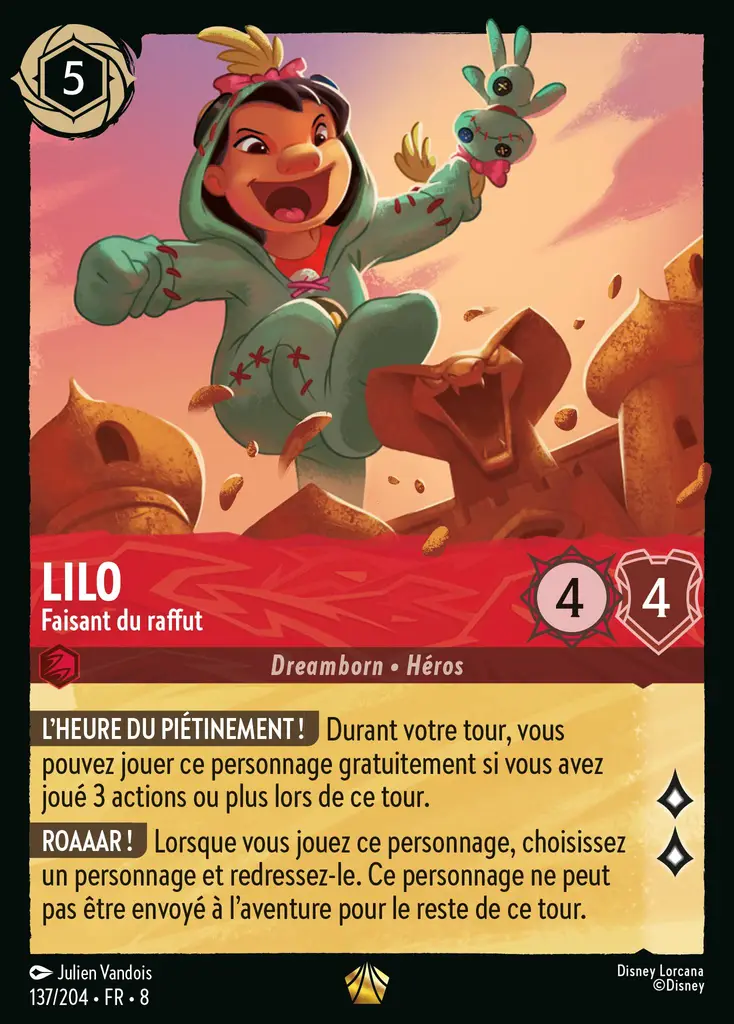 5
LILO
Faisant du raffut
4
4
Dreamborn • Héros
L'HEURE DU PIÉTINEMENT ! Durant votre tour, vous
pouvez jouer ce personnage gratuitement si vous avez
joué 3 actions ou plus lors de ce tour.
ROAAAR ! Lorsque vous jouez ce personnage, choisissez
un personnage et redressez-le. Ce personnage ne peut
pas être envoyé à l'aventure pour le reste de ce tour.
Julien Vandois
137/204 • FR • 8
Disney Lorcana
©Disney